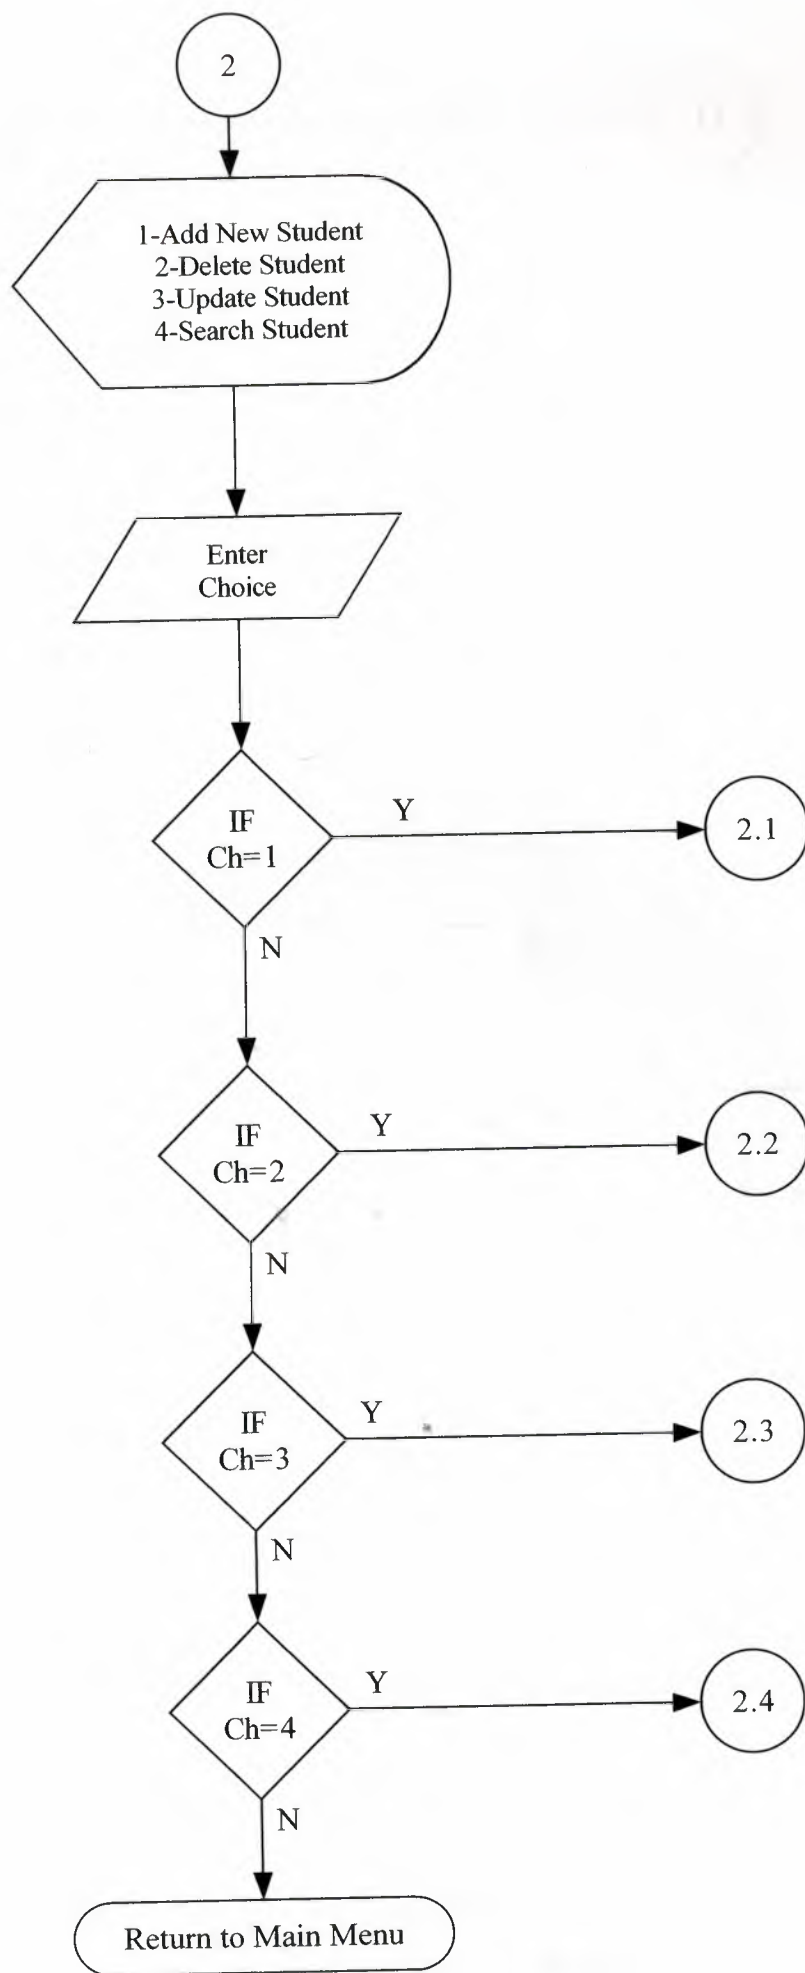 2
1-Add New Student
2-Delete Student
3-Update Student
4-Search Student
Enter
Choice
IF
Ch=1
Y
2.1
N
IF
Ch=2
Y
2.2
N
IF
Ch=3
Y
2.3
N
IF
Ch=4
Y
2.4
N
Return to Main Menu